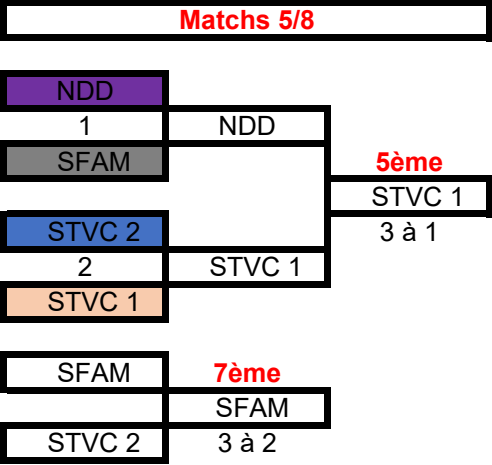 Matchs 5/8
NDD
1 NDD
SFAM 5ème
STVC 1
STVC 2 3 à 1
2 STVC 1
STVC 1
SFAM 7ème
SFAM
STVC 2 3 à 2